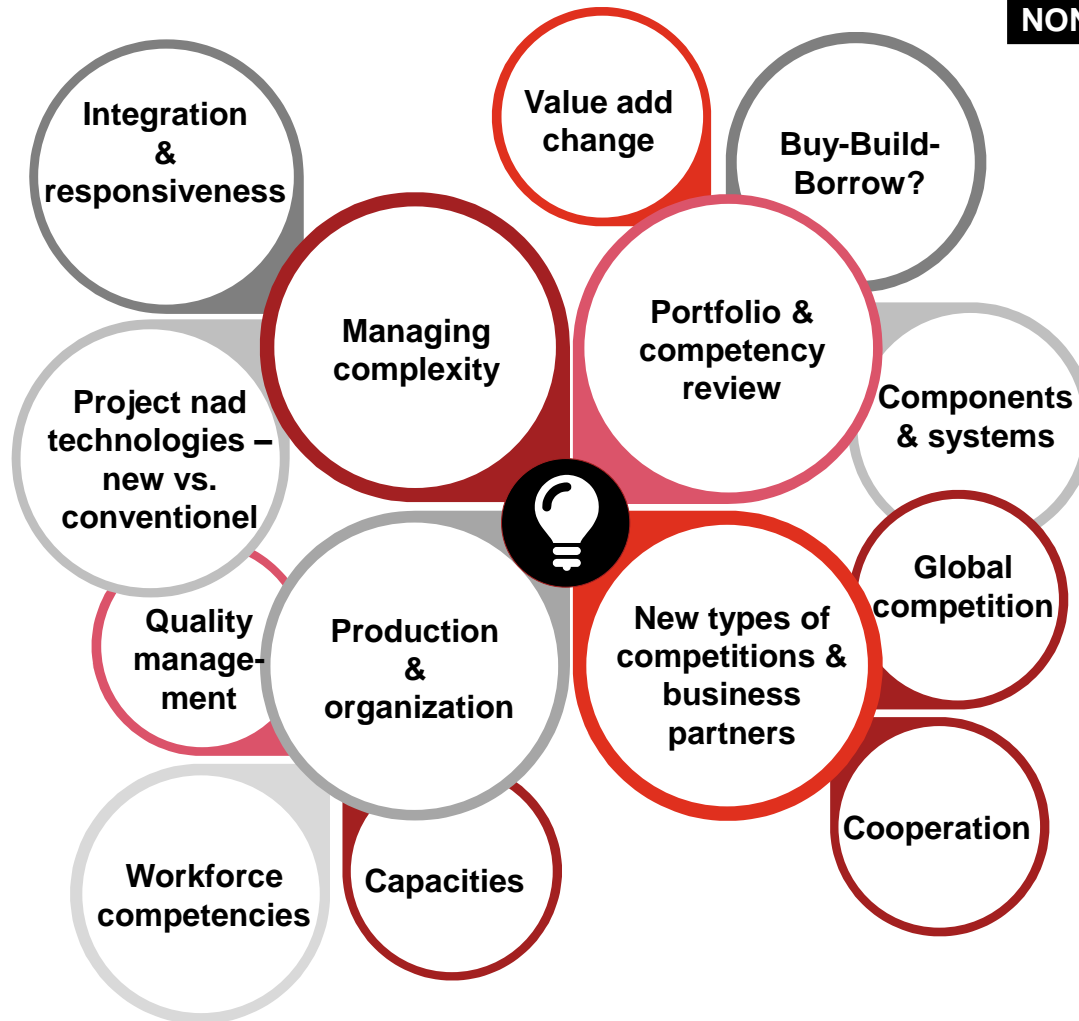 NON
Integration
&
responsiveness
Value add
change
Buy-Build-
Borrow?
Managing
complexity
Portfolio &
competency
review
Project nad
technologies –
new vs.
conventionel
Components
& systems
Quality
manage-
ment
Production
&
organization
New types of
competitions &
business
partners
Global
competition
Workforce
competencies
Capacities
Cooperation